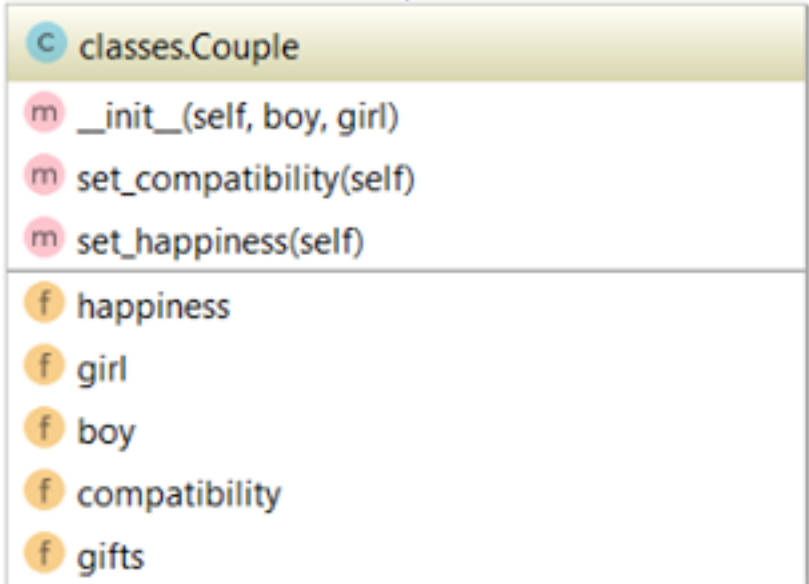 C classes.Couple
m __init__(self, boy, girl)
m set_compatibility(self)
m set_happiness(self)
f happiness
f girl
f boy
f compatibility
f gifts